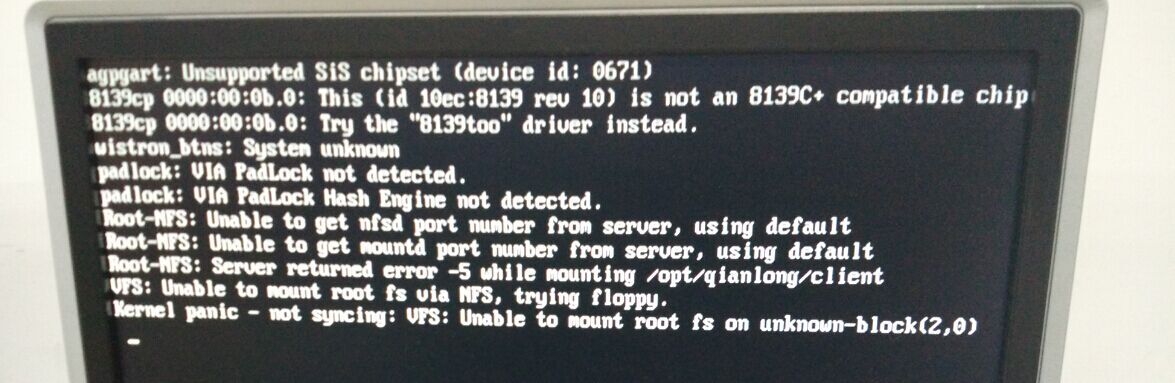 agpgart: Unsupported SiS chipset (device id: 0671)
8139cp 0000:00:0b.0: This (id 10ec:8139 rev 10) is not an 8139C+ compatible chip
8139cp 0000:00:0b.0: Try the "8139too" driver instead.
wistron_btns: System unknown
padlock: VIA PadLock not detected.
padlock: VIA PadLock Hash Engine not detected.
Root-NFS: Unable to get nfsd port number from server, using default
Root-NFS: Unable to get mountd port number from server, using default
Root-NFS: Server returned error -5 while mounting /opt/qianlong/client
VFS: Unable to mount root fs via NFS, trying floppy.
Kernel panic - not syncing: VFS: Unable to mount root fs on unknown-block(2,0)